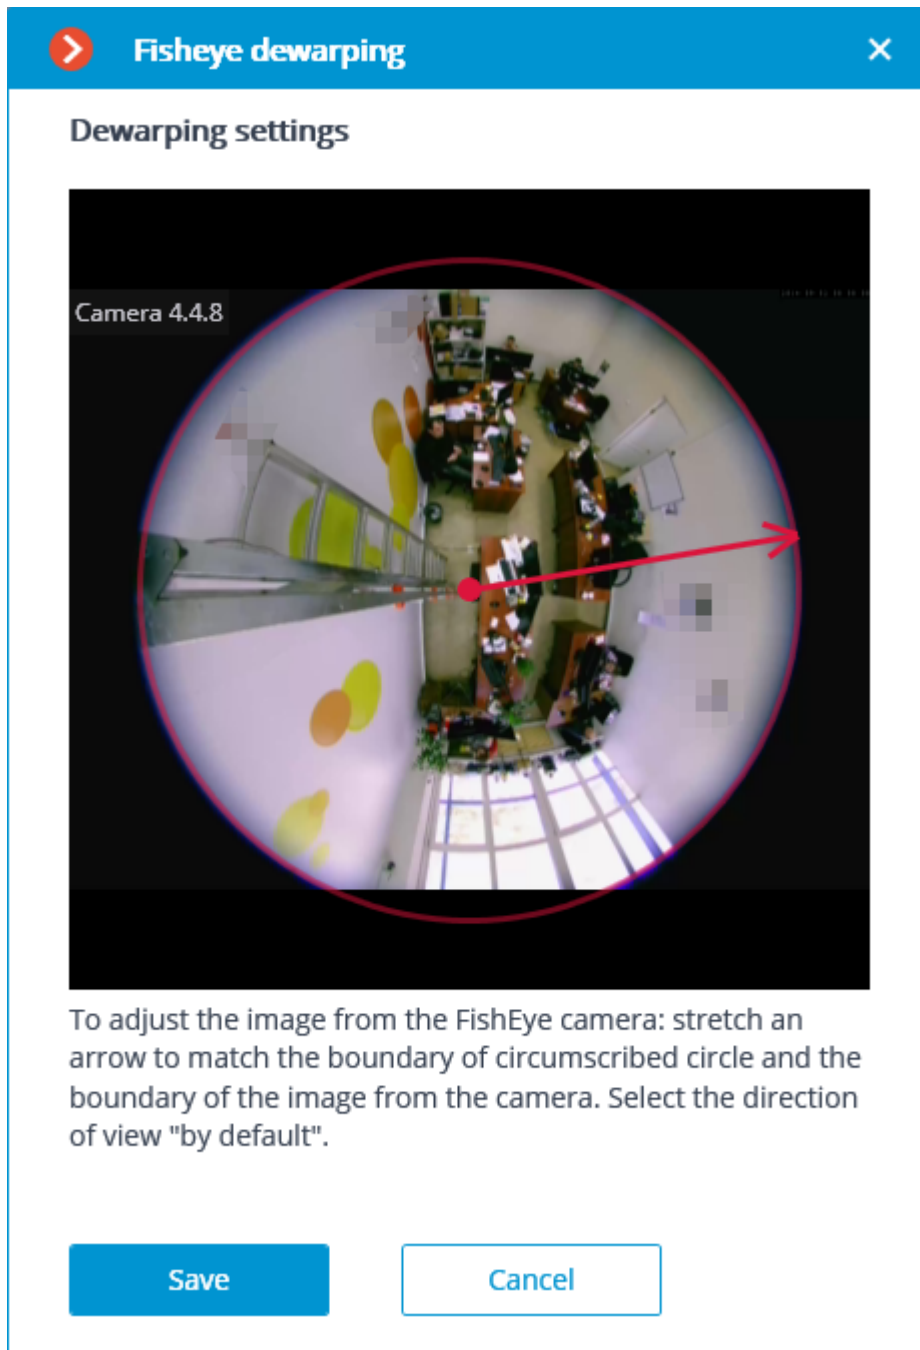 Fisheye dewarping
Dewarping settings
Camera 4.4.8
To adjust the image from the FishEye camera: stretch an
arrow to match the boundary of circumscribed circle and the
boundary of the image from the camera. Select the direction
of view "by default".
Save
Cancel